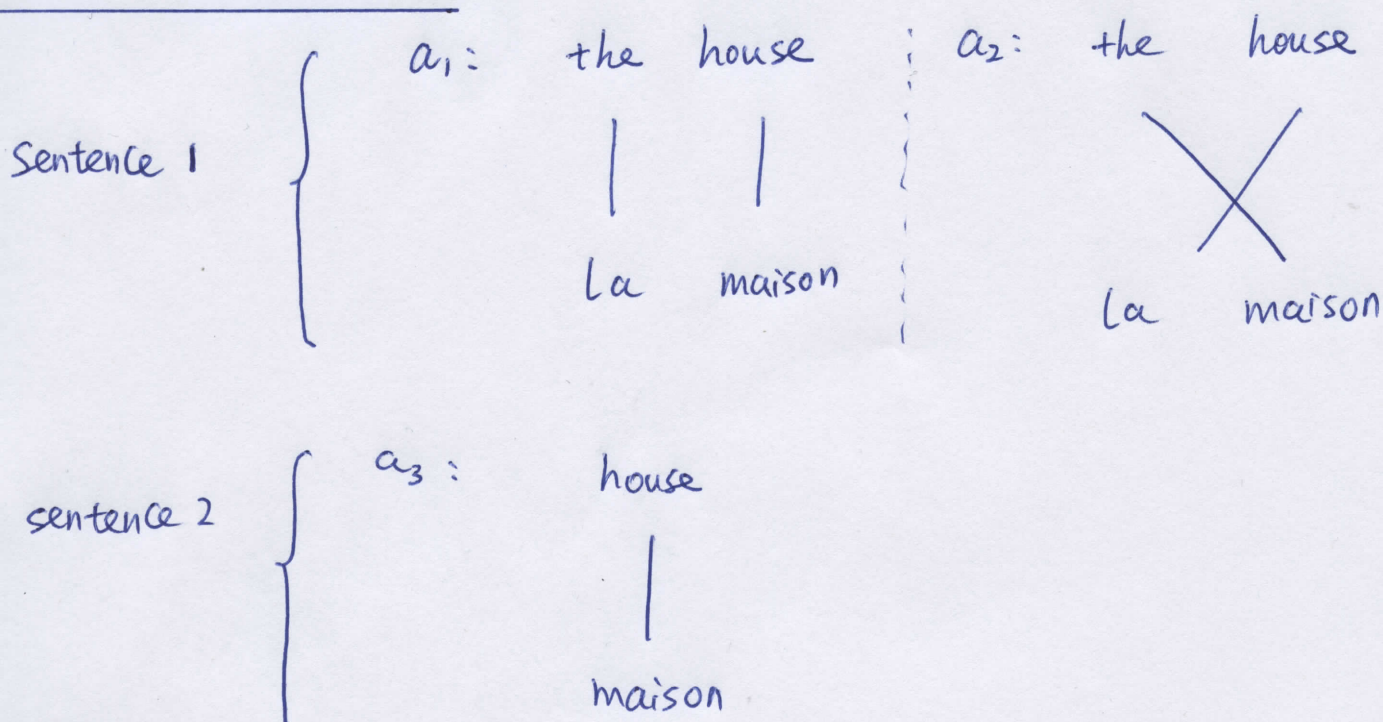 a₁: the house a₂: the house
Sentence 1
la maison la maison
a₃: house
sentence 2
maison